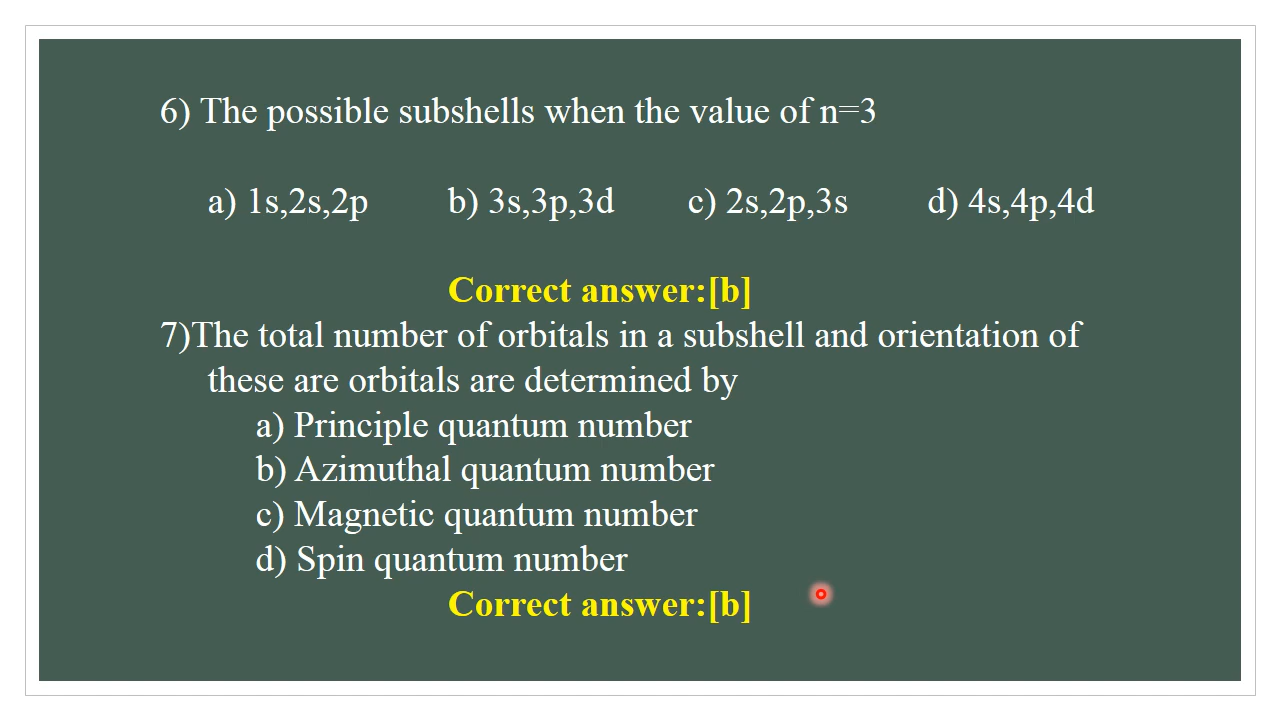 6) The possible subshells when the value of n=3
a) 1s,2s,2p b) 3s,3p,3d c) 2s,2p,3s d) 4s,4p,4d
Correct answer:[b]
7)The total number of orbitals in a subshell and orientation of
these are orbitals are determined by
a) Principle quantum number
b) Azimuthal quantum number
c) Magnetic quantum number
d) Spin quantum number
Correct answer:[b]